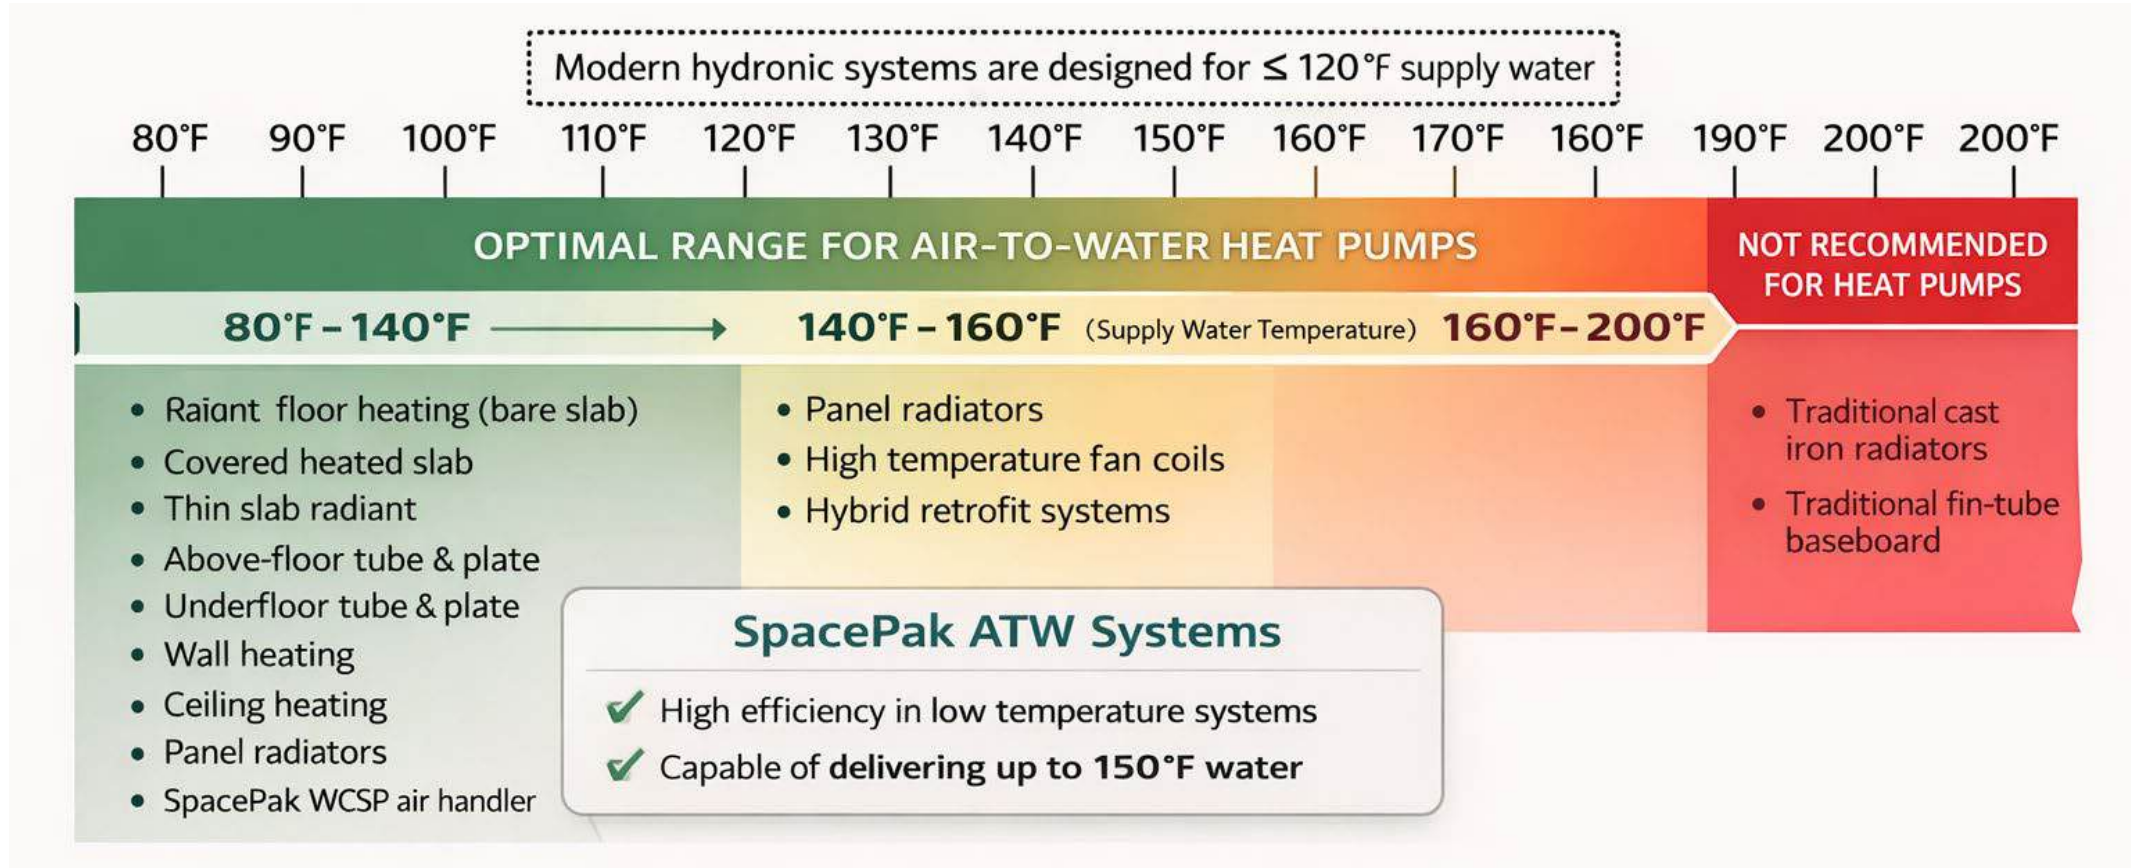 Modern hydronic systems are designed for ≤ 120°F supply water
80°F 90°F 100°F 110°F 120°F 130°F 140°F 150°F 160°F 170°F 160°F 190°F 200°F 200°F
OPTIMAL RANGE FOR AIR-TO-WATER HEAT PUMPS
NOT RECOMMENDED
FOR HEAT PUMPS
80°F – 140°F 140°F – 160°F (Supply Water Temperature) 160°F – 200°F
• Raiant floor heating (bare slab)
• Covered heated slab
• Thin slab radiant
• Above-floor tube & plate
• Underfloor tube & plate
• Wall heating
• Ceiling heating
• Panel radiators
• SpacePak WCSP air handler
• Panel radiators
• High temperature fan coils
• Hybrid retrofit systems
• Traditional cast
iron radiators
• Traditional fin-tube
baseboard
SpacePak ATW Systems
✔ High efficiency in low temperature systems
✔ Capable of delivering up to 150°F water